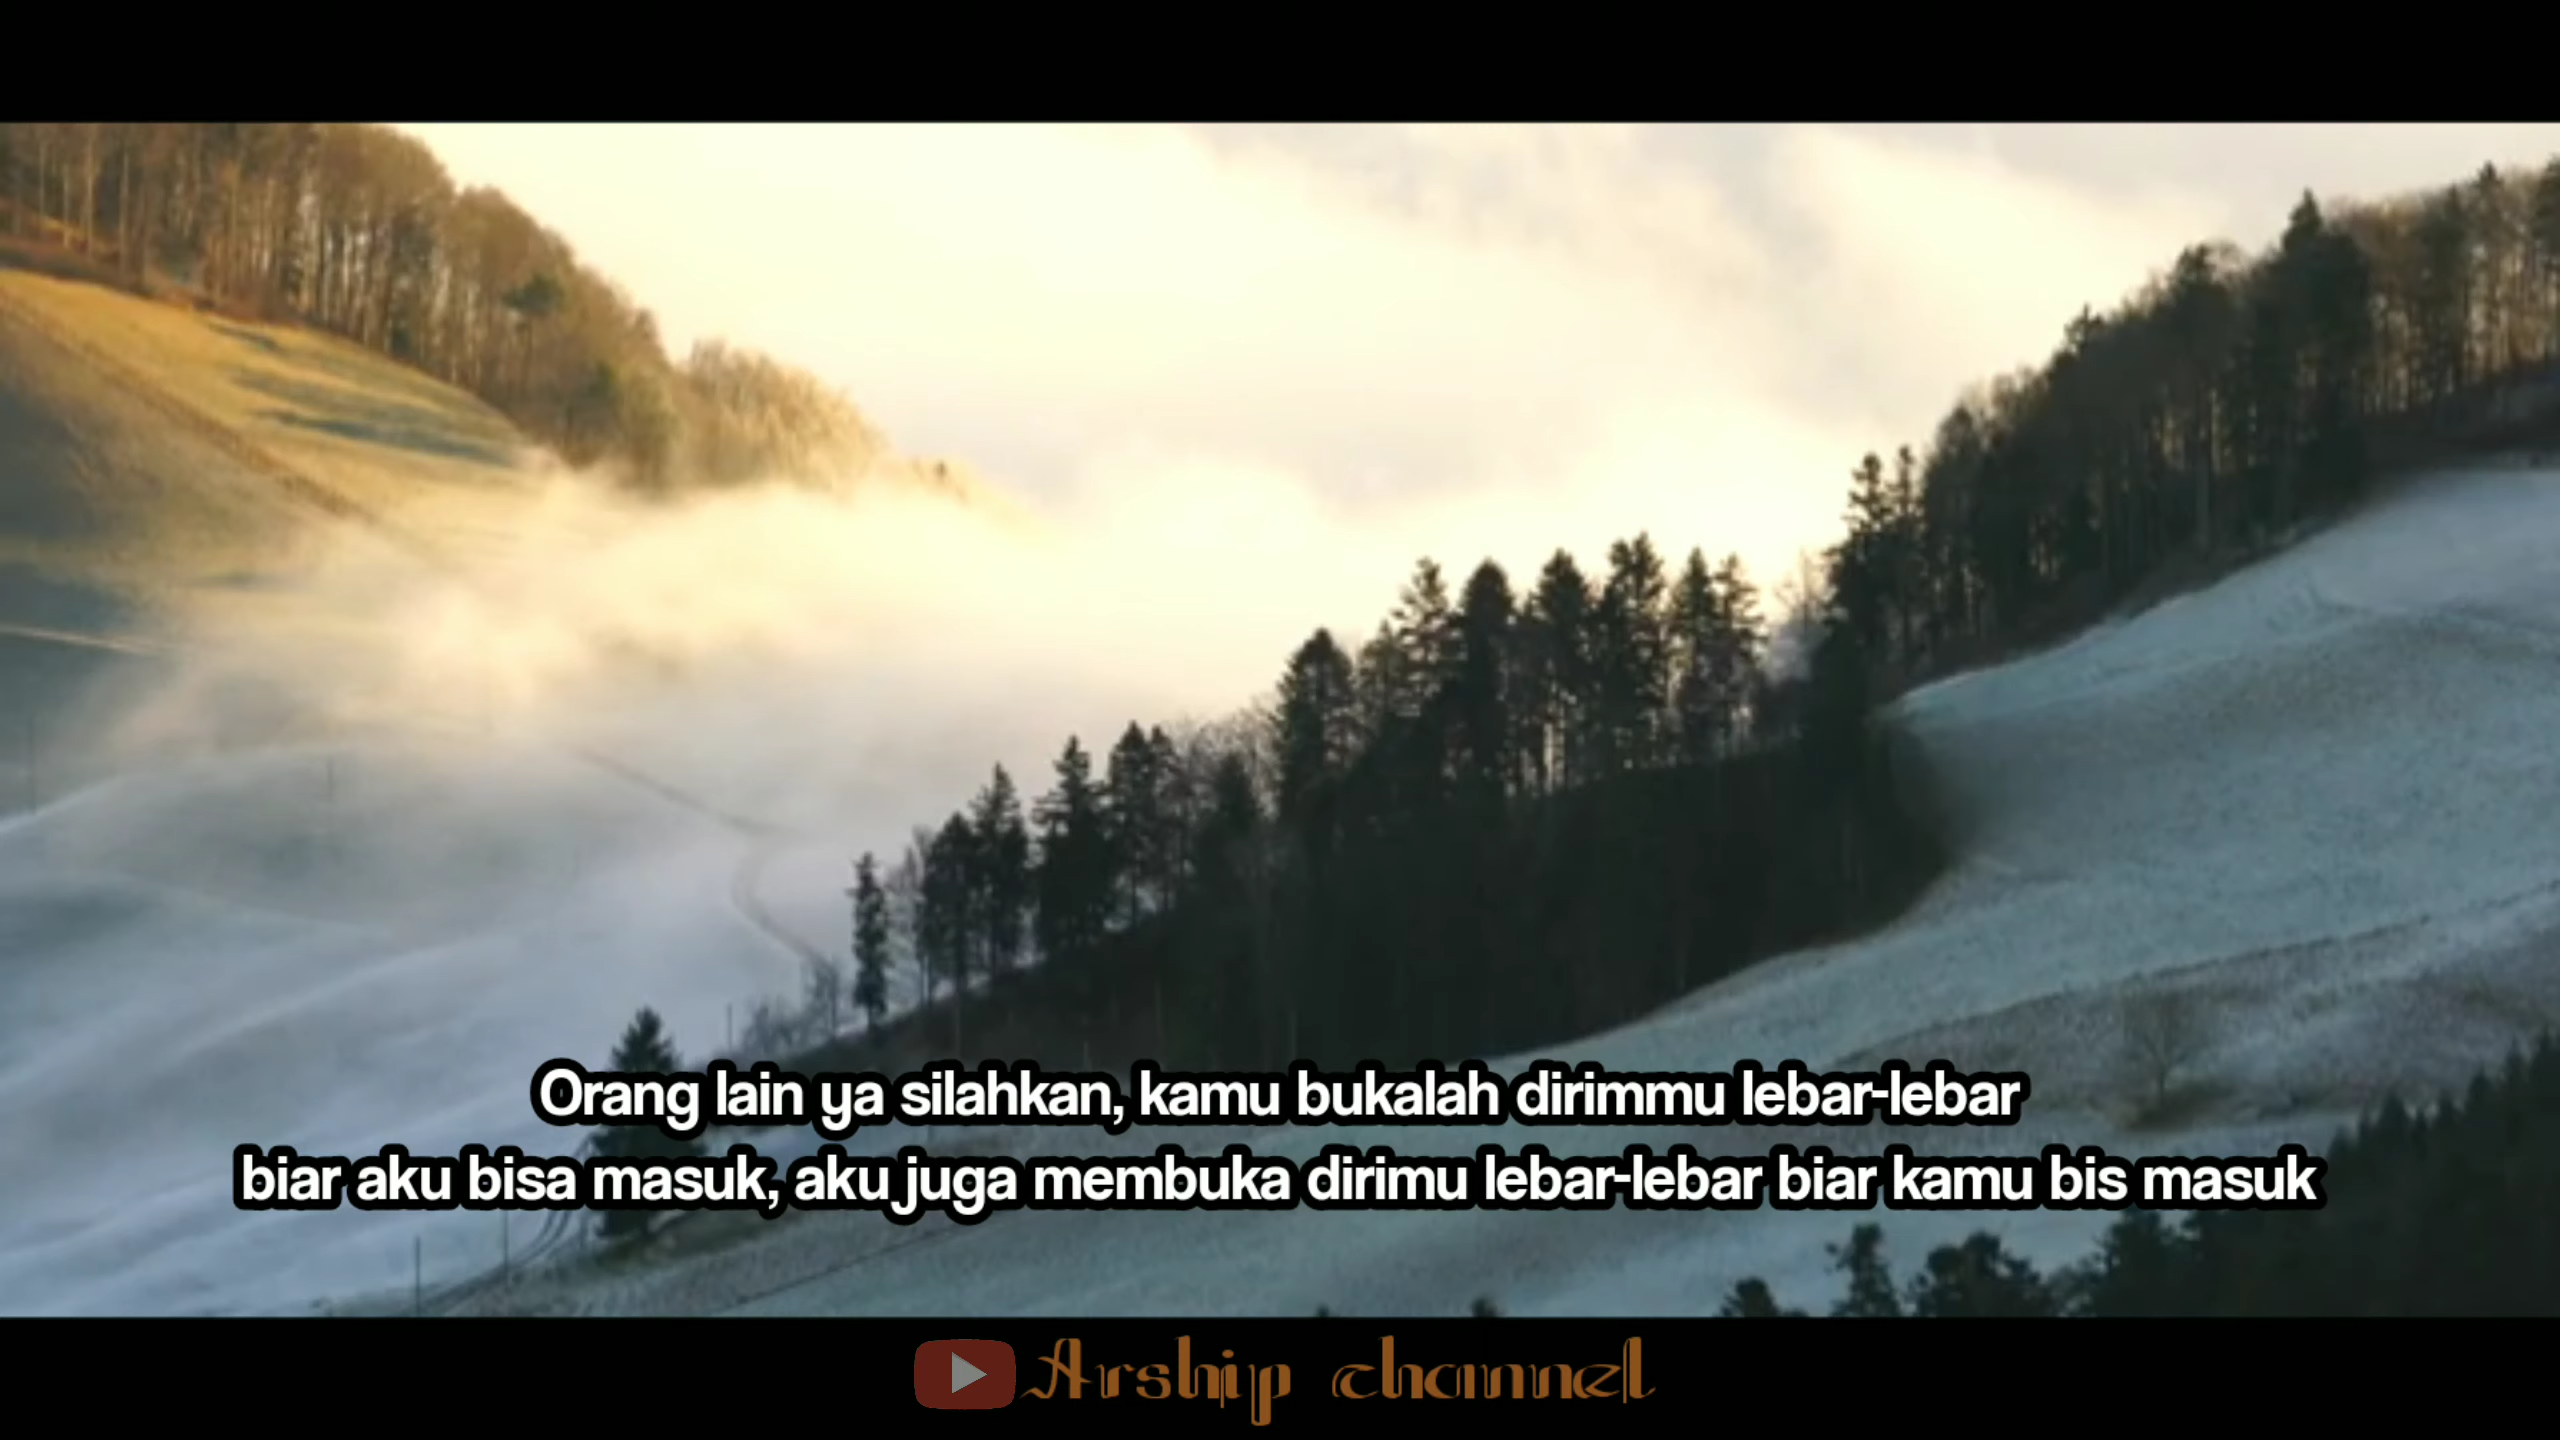 Orang lain ya silahkan, kamu bukalah dirimmu lebar-lebar
biar aku bisa masuk, aku juga membuka dirimu lebar-lebar biar kamu bis masuk
Arship channel